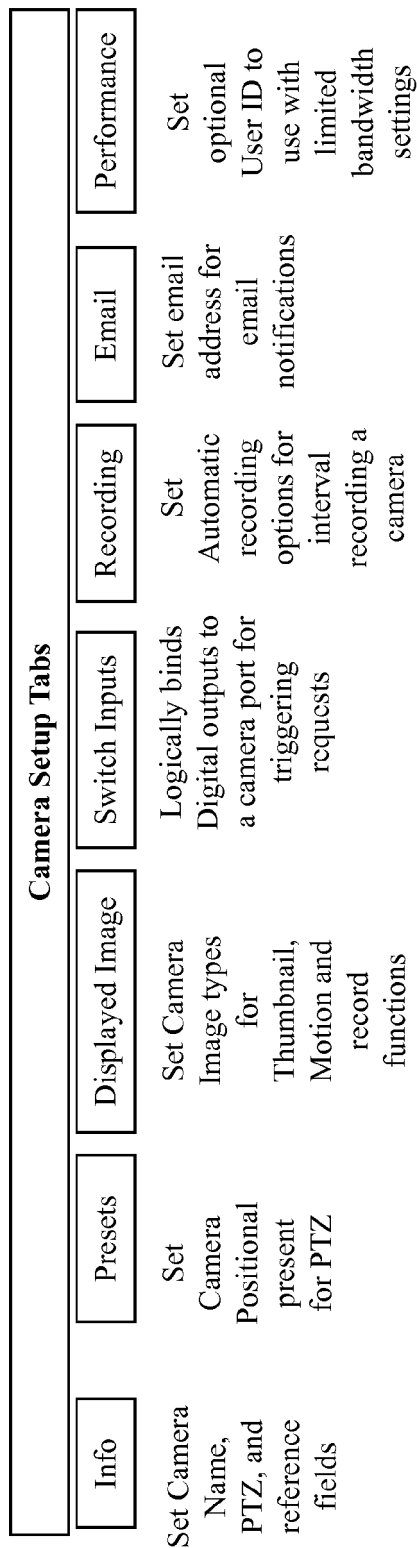 Camera Setup Tabs
Info
Set Camera
Name,
PTZ, and
reference
fields
Presets
Set
Camera
Positional
present
for PTZ
Displayed Image
Set Camera
Image types
for
Thumbnail,
Motion and
record
functions
Switch Inputs
Logically binds
Digital outputs to
a camera port for
triggering
requests
Recording
Set
Automatic
recording
options for
interval
recording a
camera
Email
Set email
address for
email
notifications
Performance
Set
optional
User ID to
use with
limited
bandwidth
settings